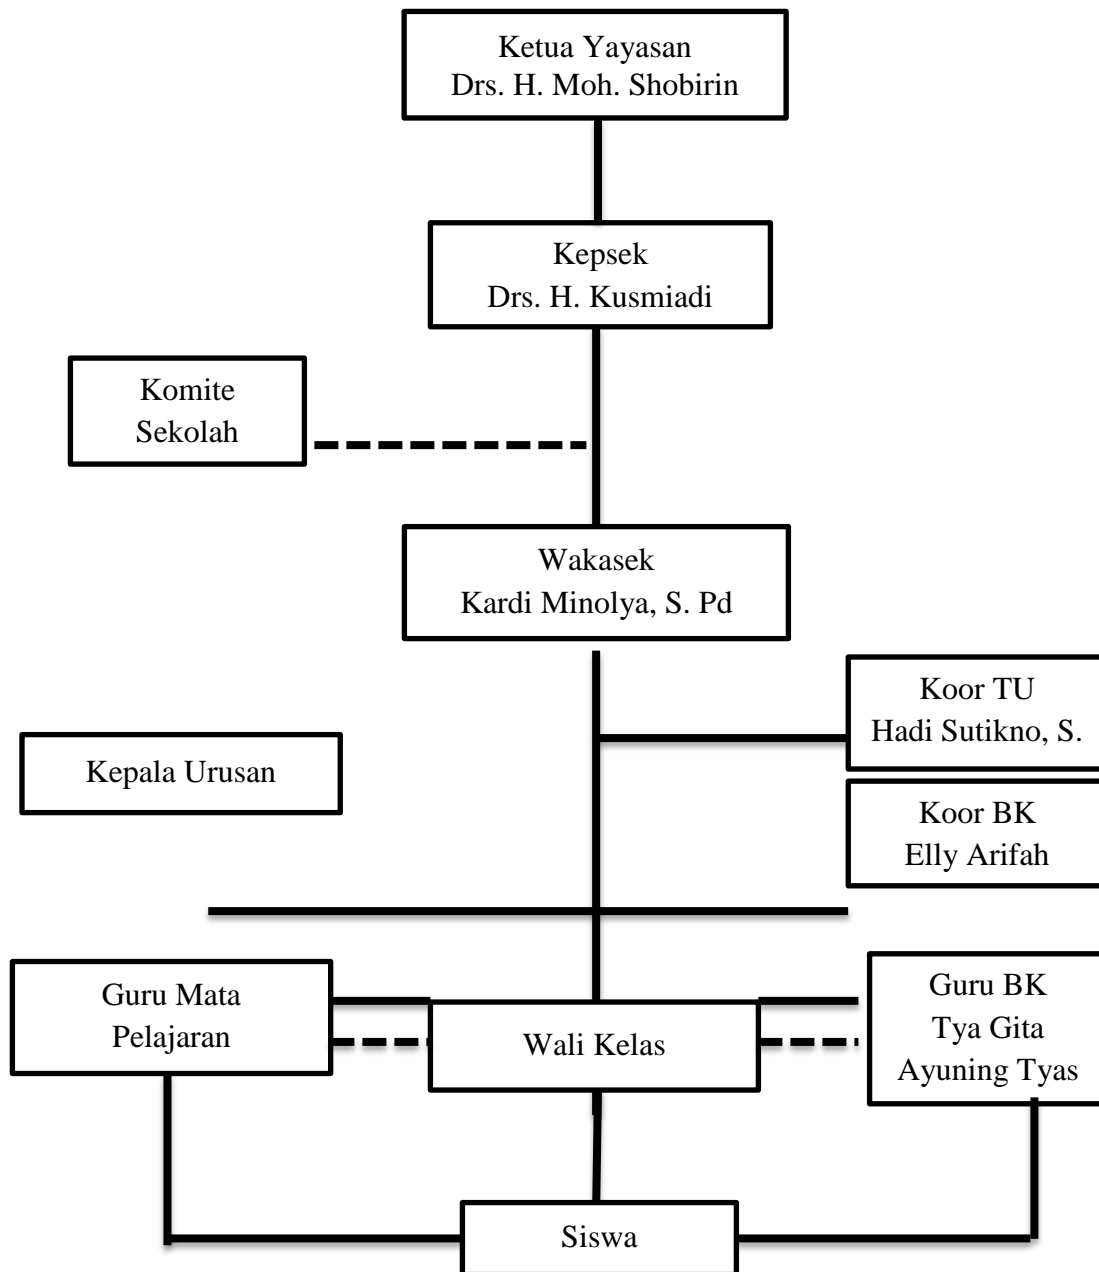 Ketua Yayasan
Drs. H. Moh. Shobirin
Kepsek
Drs. H. Kusmiadi
Komite
Sekolah
Wakasek
Kardi Minolya, S. Pd
Koor TU
Hadi Sutikno, S.
Kepala Urusan
Koor BK
Elly Arifah
Guru Mata
Pelajaran
Wali Kelas
Guru BK
Tya Gita
Ayuning Tyas
Siswa